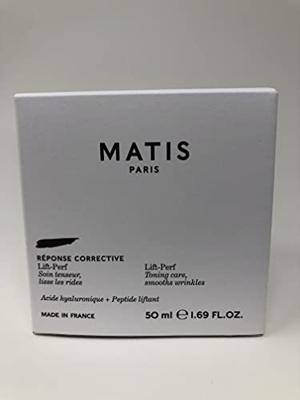 MATIS
PARIS
RÉPONSE CORRECTIVE
Lift-Perf Lift-Perf
Soin tenseur, Toning care,
lisse les rides smooths wrinkles
Acide hyaluronique + Peptide liftant
MADE IN FRANCE 50 ml ℮ 1.69 FL.OZ.